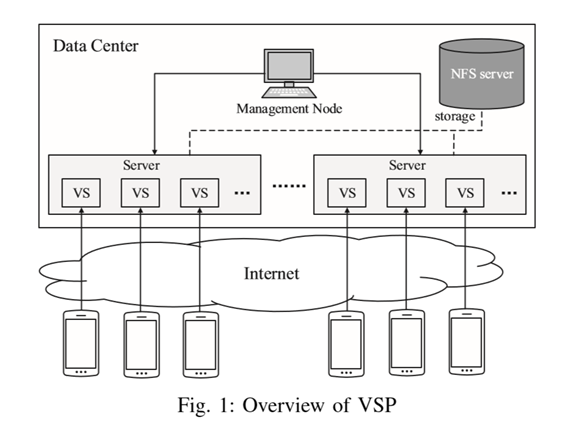 Data Center
NFS server
Management Node
storage
Server
Server
VS
VS
VS
...
......
VS
VS
VS
...
Internet
Fig. 1: Overview of VSP